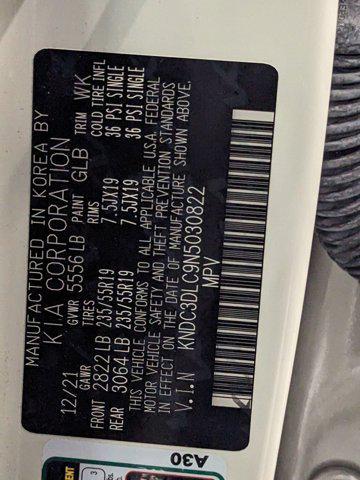 MANUFACTURED IN KOREA BY
KIA CORPORATION
12/21 GVWR 5556 LB PAINT GLB TRIM WK
GAWR TIRES RIMS COLD TIRE INFL
FRONT 2822 LB 235/55R19 7.5JX19 36 PSI SINGLE
REAR 3064 LB 235/55R19 7.5JX19 36 PSI SINGLE
THIS VEHICLE CONFORMS TO ALL APPLICABLE U.S.A. FEDERAL
MOTOR VEHICLE SAFETY AND THEFT PREVENTION STANDARDS
IN EFFECT ON THE DATE OF MANUFACTURE SHOWN ABOVE.
V.I.N KNDC3DLC9N5030822
MPV
A30